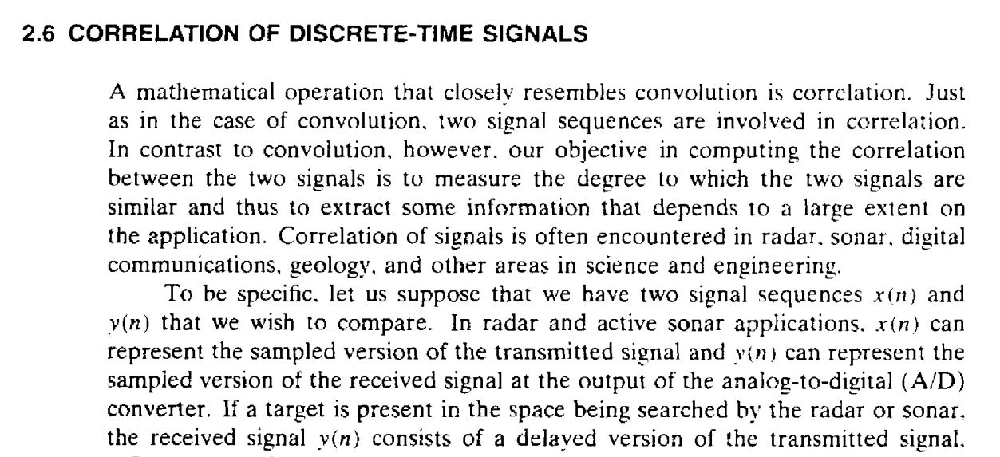 2.6 CORRELATION OF DISCRETE-TIME SIGNALS
A mathematical operation that closely resembles convolution is correlation. Just
as in the case of convolution, two signal sequences are involved in correlation.
In contrast to convolution, however, our objective in computing the correlation
between the two signals is to measure the degree to which the two signals are
similar and thus to extract some information that depends to a large extent on
the application. Correlation of signals is often encountered in radar, sonar, digital
communications, geology, and other areas in science and engineering.
To be specific, let us suppose that we have two signal sequences x(n) and
y(n) that we wish to compare. In radar and active sonar applications, x(n) can
represent the sampled version of the transmitted signal and y(n) can represent the
sampled version of the received signal at the output of the analog-to-digital (A/D)
converter. If a target is present in the space being searched by the radar or sonar,
the received signal y(n) consists of a delayed version of the transmitted signal,